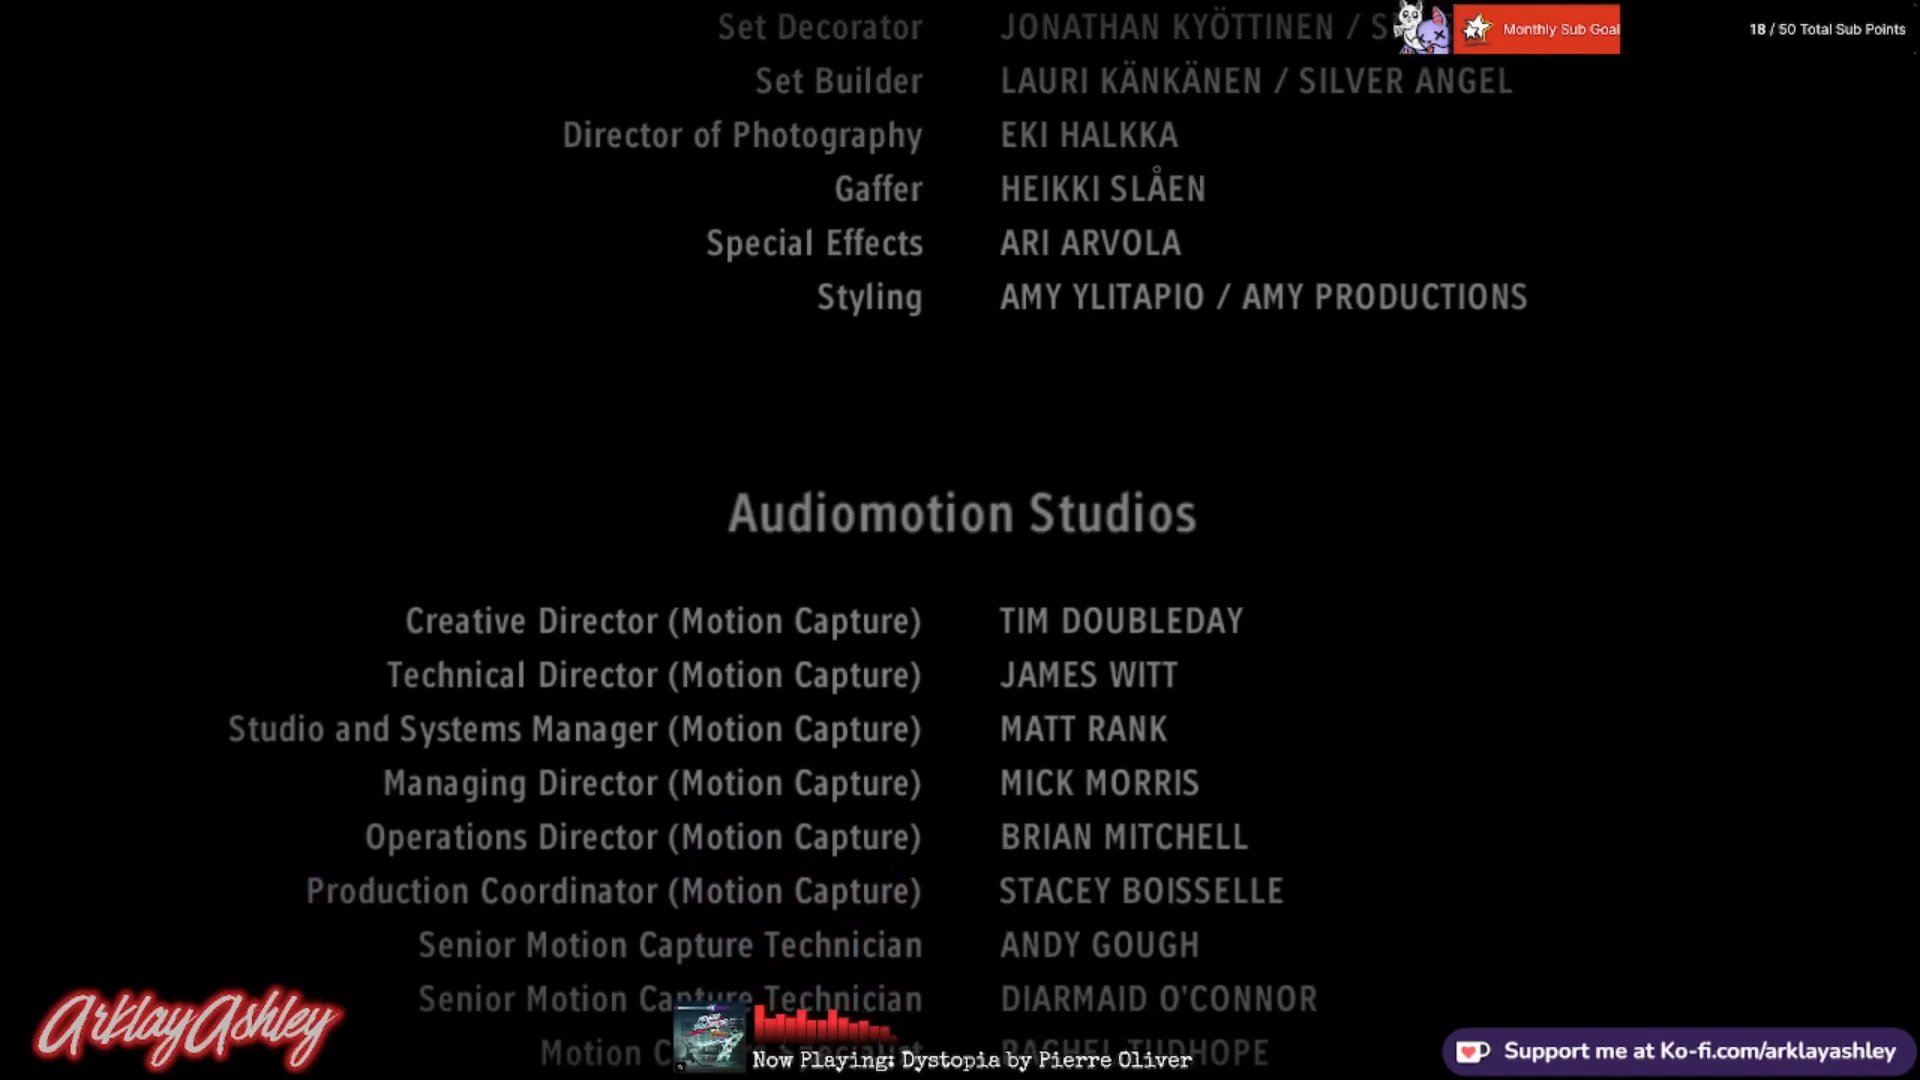 Set Decorator JONATHAN KYÖTTINEN / S
Monthly Sub Goal
18 / 50 Total Sub Points
Set Builder LAURI KÄNKÄNEN / SILVER ANGEL
Director of Photography EKI HALKKA
Gaffer HEIKKI SLÅEN
Special Effects ARI ARVOLA
Styling AMY YLITAPIO / AMY PRODUCTIONS
Audiomotion Studios
Creative Director (Motion Capture) TIM DOUBLEDAY
Technical Director (Motion Capture) JAMES WITT
Studio and Systems Manager (Motion Capture) MATT RANK
Managing Director (Motion Capture) MICK MORRIS
Operations Director (Motion Capture) BRIAN MITCHELL
Production Coordinator (Motion Capture) STACEY BOISSELLE
Senior Motion Capture Technician ANDY GOUGH
Senior Motion Capture Technician DIARMAID O'CONNOR
Motion RACHEL TUDHOPE
ArklayAshley
Now Playing: Dystopia by Pierre Oliver
Support me at Ko-fi.com/arklayashley